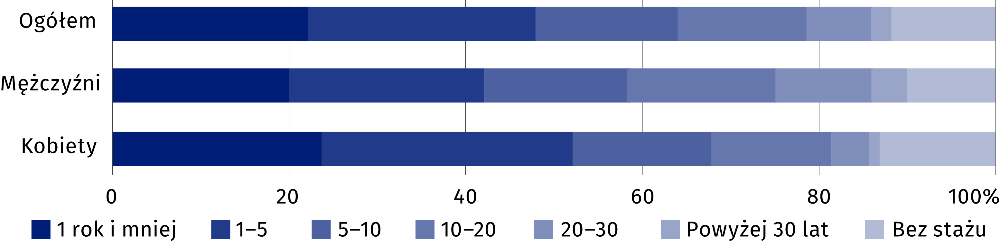 Ogółem
Mężczyźni
Kobiety
0 20 40 60 80 100%
1 rok i mniej 1–5 5–10 10–20 20–30 Powyżej 30 lat Bez stażu